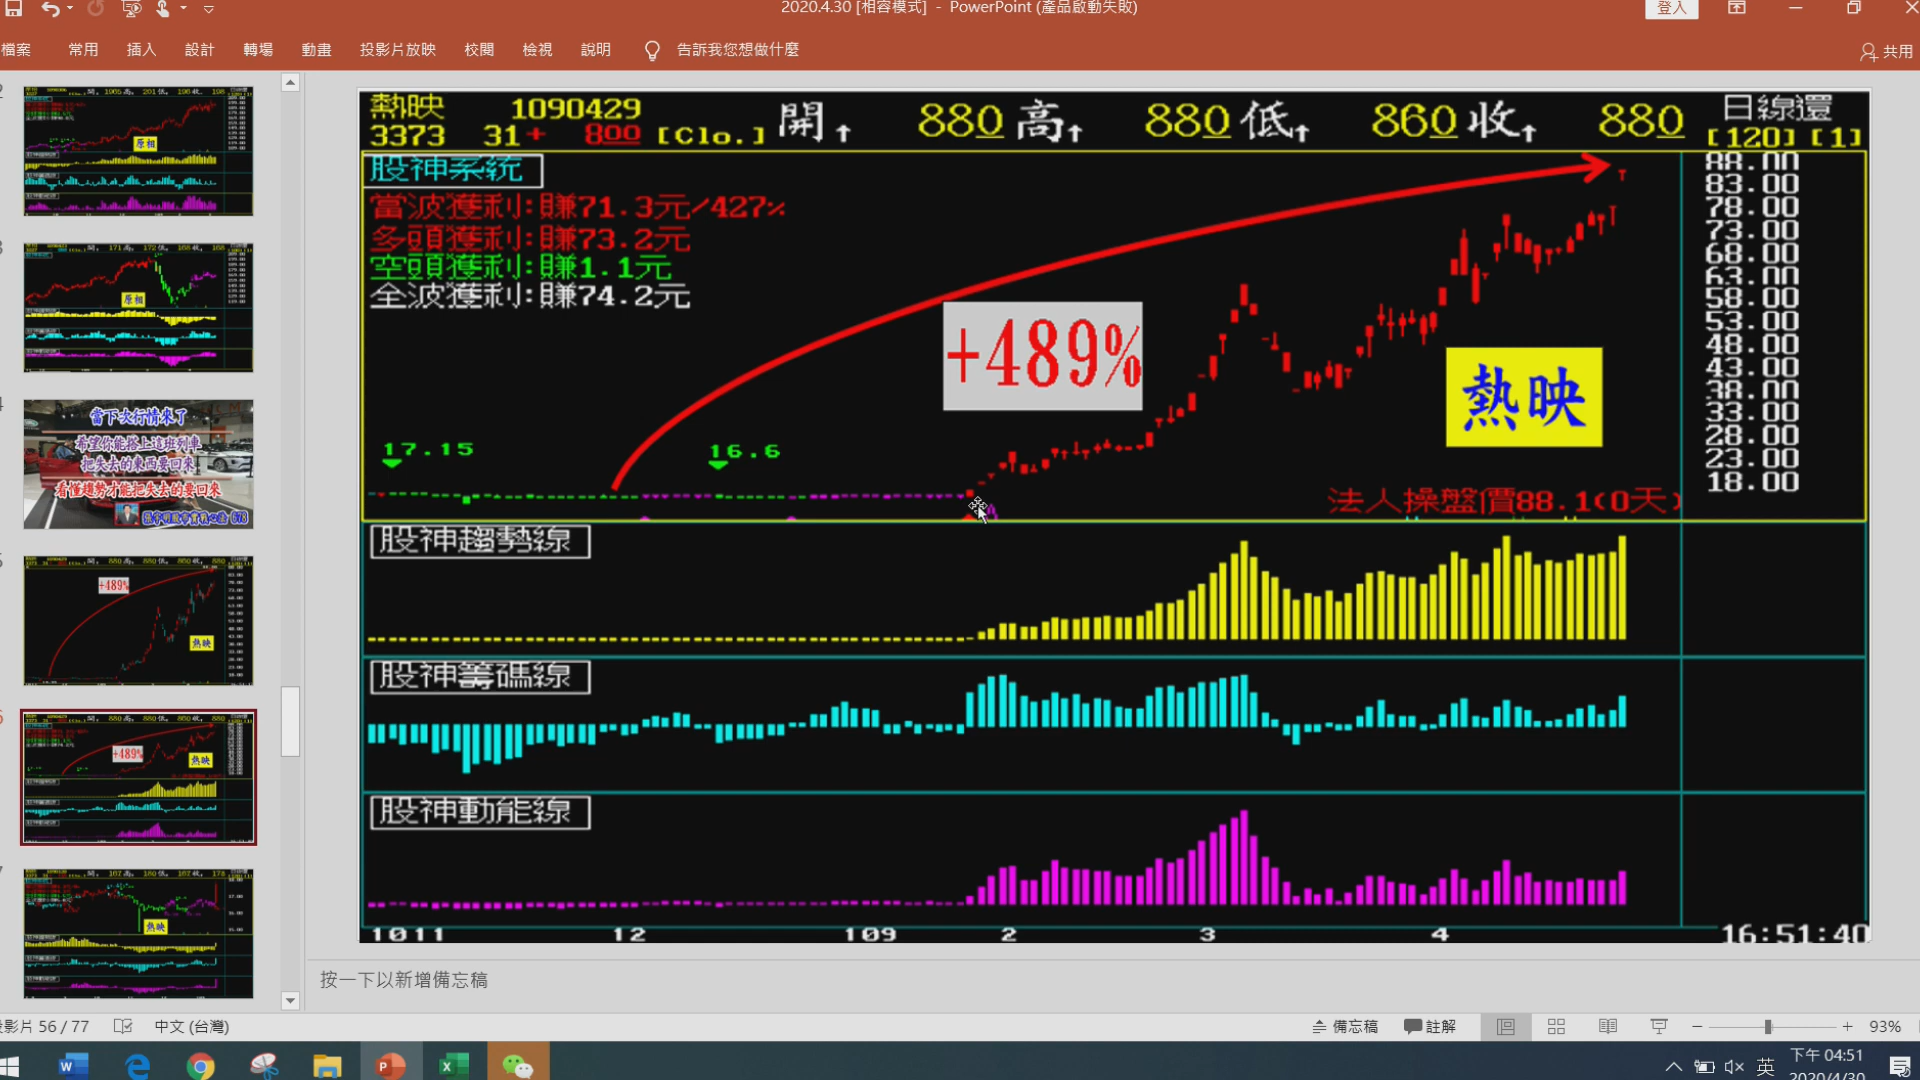 2020.4.30 [相容模式] - PowerPoint (產品啟動失敗)
登入
檔案 常用 插入 設計 轉場 動畫 投影片放映 校閱 檢視 說明 告訴我您想做什麼
共用
原相
原相
當下次行情來了
希望你能搭上這班列車
把失去的東西要回來
看懂趨勢才能把失去的要回來
+489%
熱映
+489%
熱映
熱映
熱映 1090429 開↑ 880 高↑ 880 低↑ 860 收↑ 880 日線還
3373 31+ 800 [Clo.] [120] [1]
股神系統
當波獲利:賺71.3元/427%
多頭獲利:賺73.2元
空頭獲利:賺1.1元
全波獲利:賺74.2元
+489%
熱映
17.15
16.6
法人操盤價88.1(0天)
88.00
83.00
78.00
73.00
68.00
63.00
58.00
53.00
48.00
43.00
38.00
33.00
28.00
23.00
18.00
股神趨勢線
股神籌碼線
股神動能線
1011 12 109 2 3 4 16:51:40
按一下以新增備忘稿
影片 56 / 77 中文 (台灣) 備忘稿 註解 93%
英 下午 04:51
2020/4/30